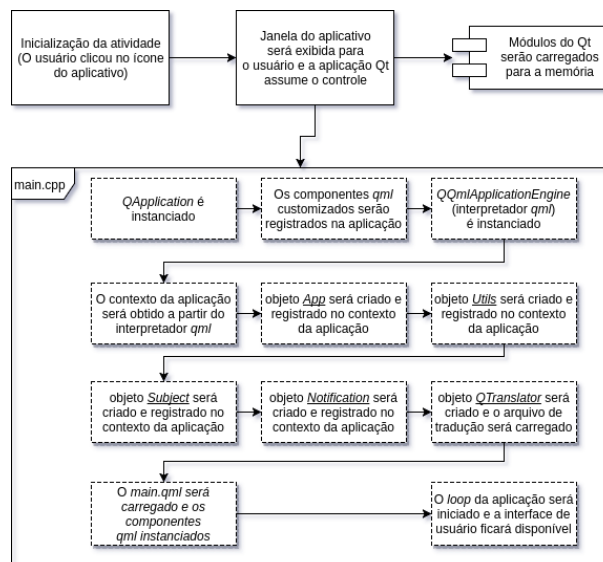 Inicialização da atividade
(O usuário clicou no ícone
do aplicativo)
Janela do aplicativo
será exibida para
o usuário e a aplicação Qt
assume o controle
Módulos do Qt
serão carregados
para a memória
main.cpp
QApplication é
instanciado
Os componentes qml
customizados serão
registrados na aplicação
QQmlApplicationEngine
(interpretador qml)
é instanciado
O contexto da aplicação
será obtido a partir do
interpretador qml
objeto App será criado e
registrado no contexto
da aplicação
objeto Utils será criado e
registrado no contexto
da aplicação
objeto Subject será
criado e registrado no
contexto da aplicação
objeto Notification será
criado e registrado no
contexto da aplicação
objeto QTranslator será
criado e o arquivo de
tradução será carregado
O main.qml será
carregado e os
componentes
qml instanciados
O loop da aplicação será
iniciado e a interface de
usuário ficará disponível